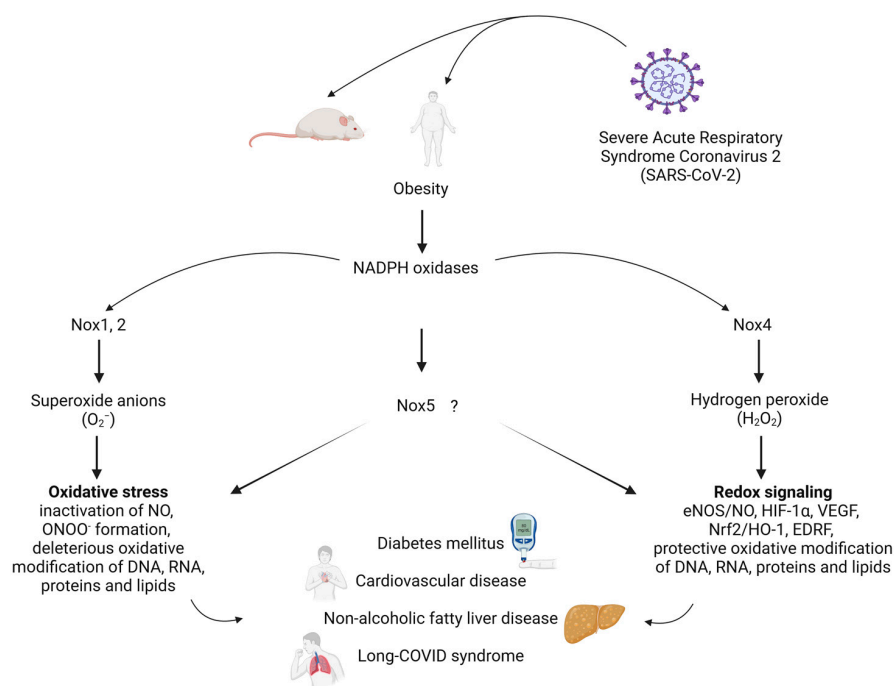 Severe Acute Respiratory
Syndrome Coronavirus 2
(SARS-CoV-2)
Obesity
NADPH oxidases
Nox1, 2
Nox4
Superoxide anions
(O₂⁻)
Nox5 ?
Hydrogen peroxide
(H₂O₂)
Oxidative stress
inactivation of NO,
ONOO⁻ formation,
deleterious oxidative
modification of DNA, RNA,
proteins and lipids
Redox signaling
eNOS/NO, HIF-1α, VEGF,
Nrf2/HO-1, EDRF,
protective oxidative modification
of DNA, RNA, proteins and lipids
Diabetes mellitus
Cardiovascular disease
Non-alcoholic fatty liver disease
Long-COVID syndrome